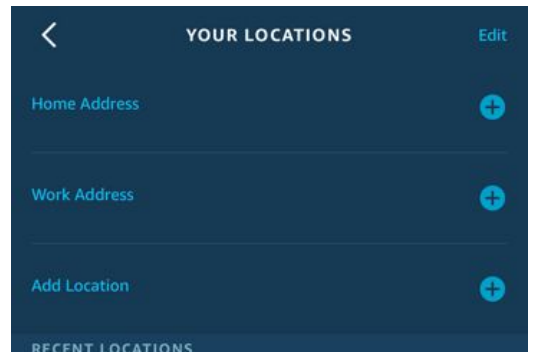 YOUR LOCATIONS Edit
Home Address
Work Address
Add Location
RECENT LOCATIONS